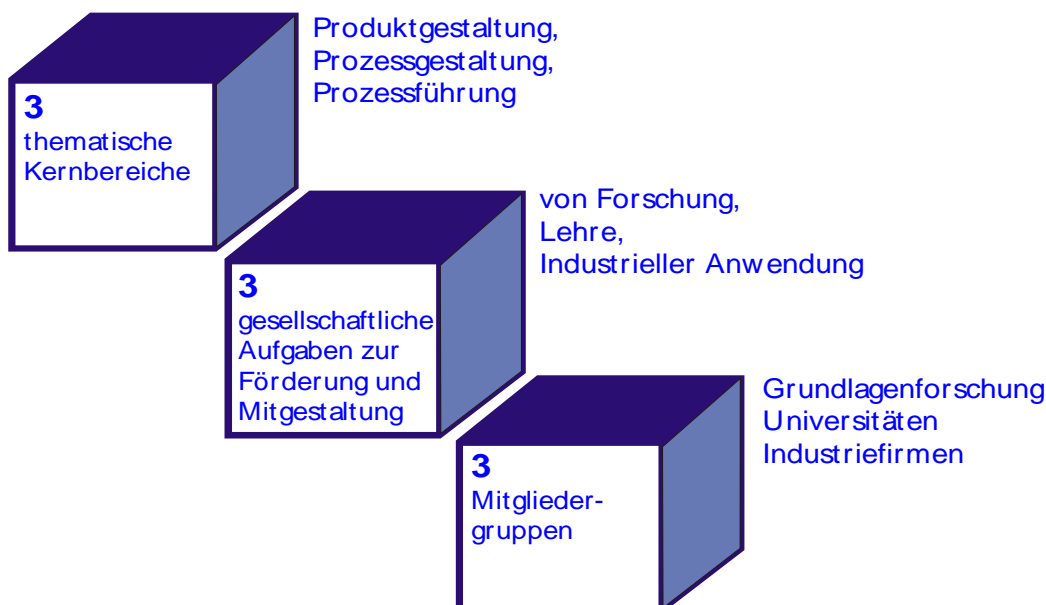 Produktgestaltung,
Prozessgestaltung,
Prozessführung
3
thematische
Kernbereiche
von Forschung,
Lehre,
Industrieller Anwendung
3
gesellschaftliche
Aufgaben zur
Förderung und
Mitgestaltung
Grundlagenforschung
Universitäten
Industriefirmen
3
Mitglieder-
gruppen